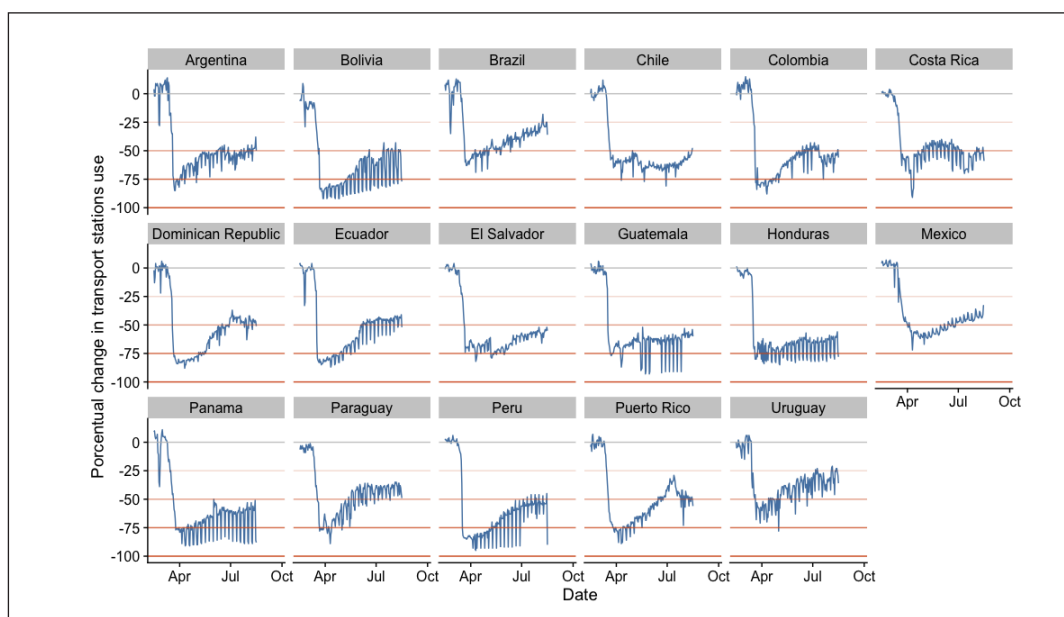 Argentina Bolivia Brazil Chile Colombia Costa Rica
0
-25
-50
-75
-100
Dominican Republic Ecuador El Salvador Guatemala Honduras Mexico
0
-25
-50
-75
-100
Apr Jul Oct
Panama Paraguay Peru Puerto Rico Uruguay
0
-25
-50
-75
-100
Apr Jul Oct Apr Jul Oct Apr Jul Oct Apr Jul Oct Apr Jul Oct
Date
Porcentual change in transport stations use